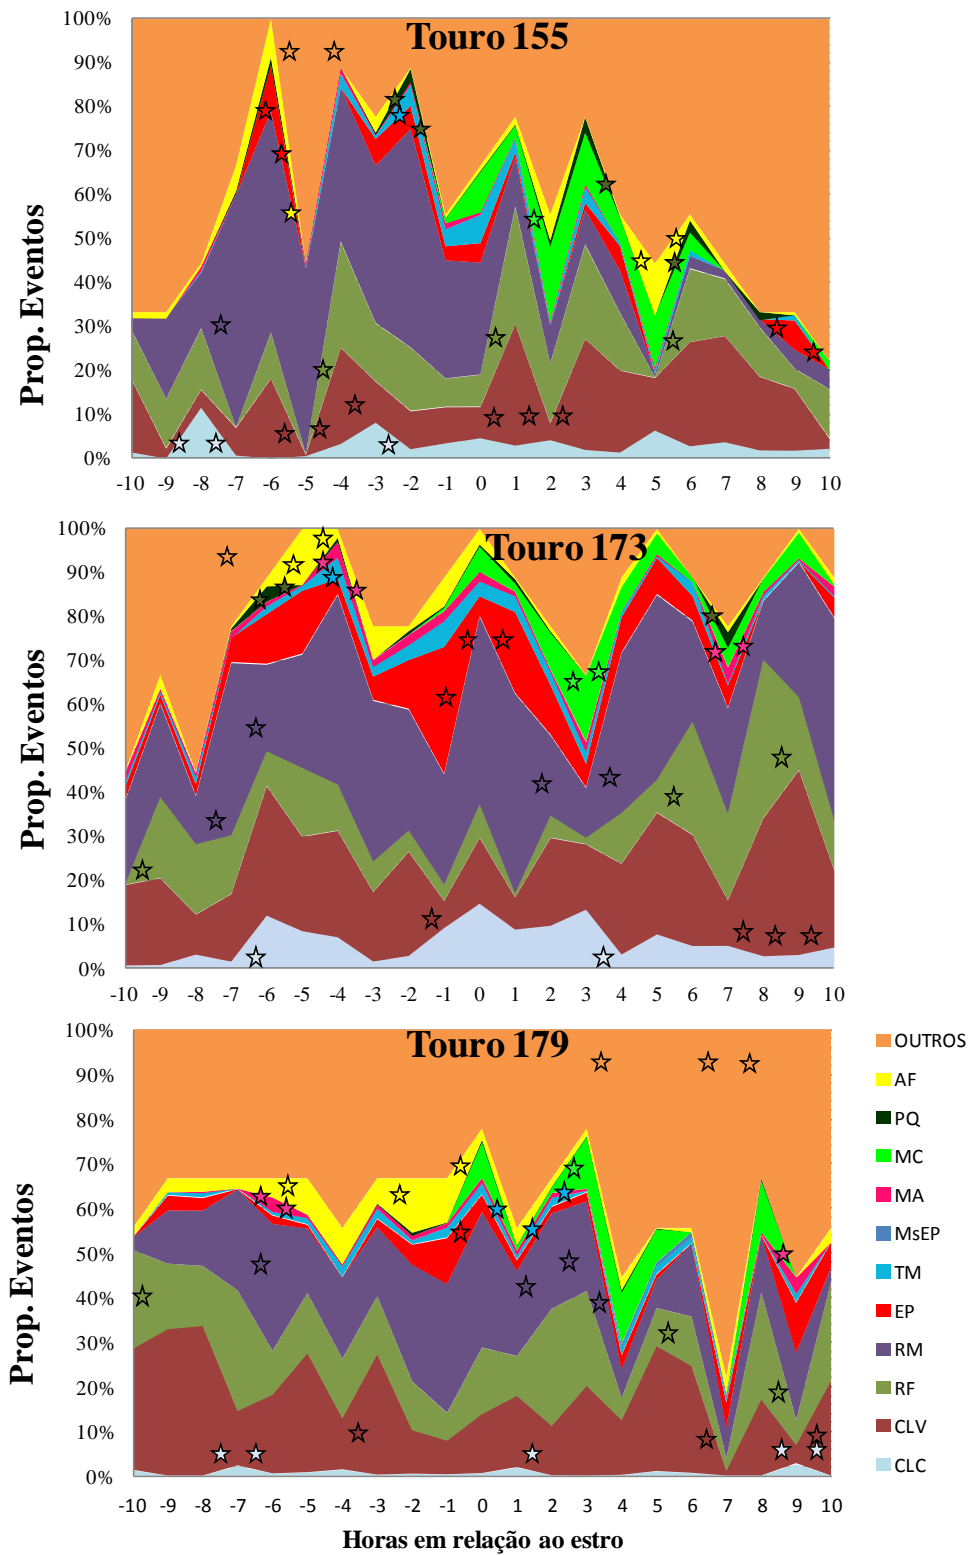 Touro 155
Prop. Eventos
100%
90%
80%
70%
60%
50%
40%
30%
20%
10%
0%
-10 -9 -8 -7 -6 -5 -4 -3 -2 -1 0 1 2 3 4 5 6 7 8 9 10
Touro 173
Prop. Eventos
100%
90%
80%
70%
60%
50%
40%
30%
20%
10%
0%
-10 -9 -8 -7 -6 -5 -4 -3 -2 -1 0 1 2 3 4 5 6 7 8 9 10
Touro 179
Prop. Eventos
100%
90%
80%
70%
60%
50%
40%
30%
20%
10%
0%
-10 -9 -8 -7 -6 -5 -4 -3 -2 -1 0 1 2 3 4 5 6 7 8 9 10
Horas em relação ao estro
OUTROS
AF
PQ
MC
MA
MsEP
TM
EP
RM
RF
CLV
CLC